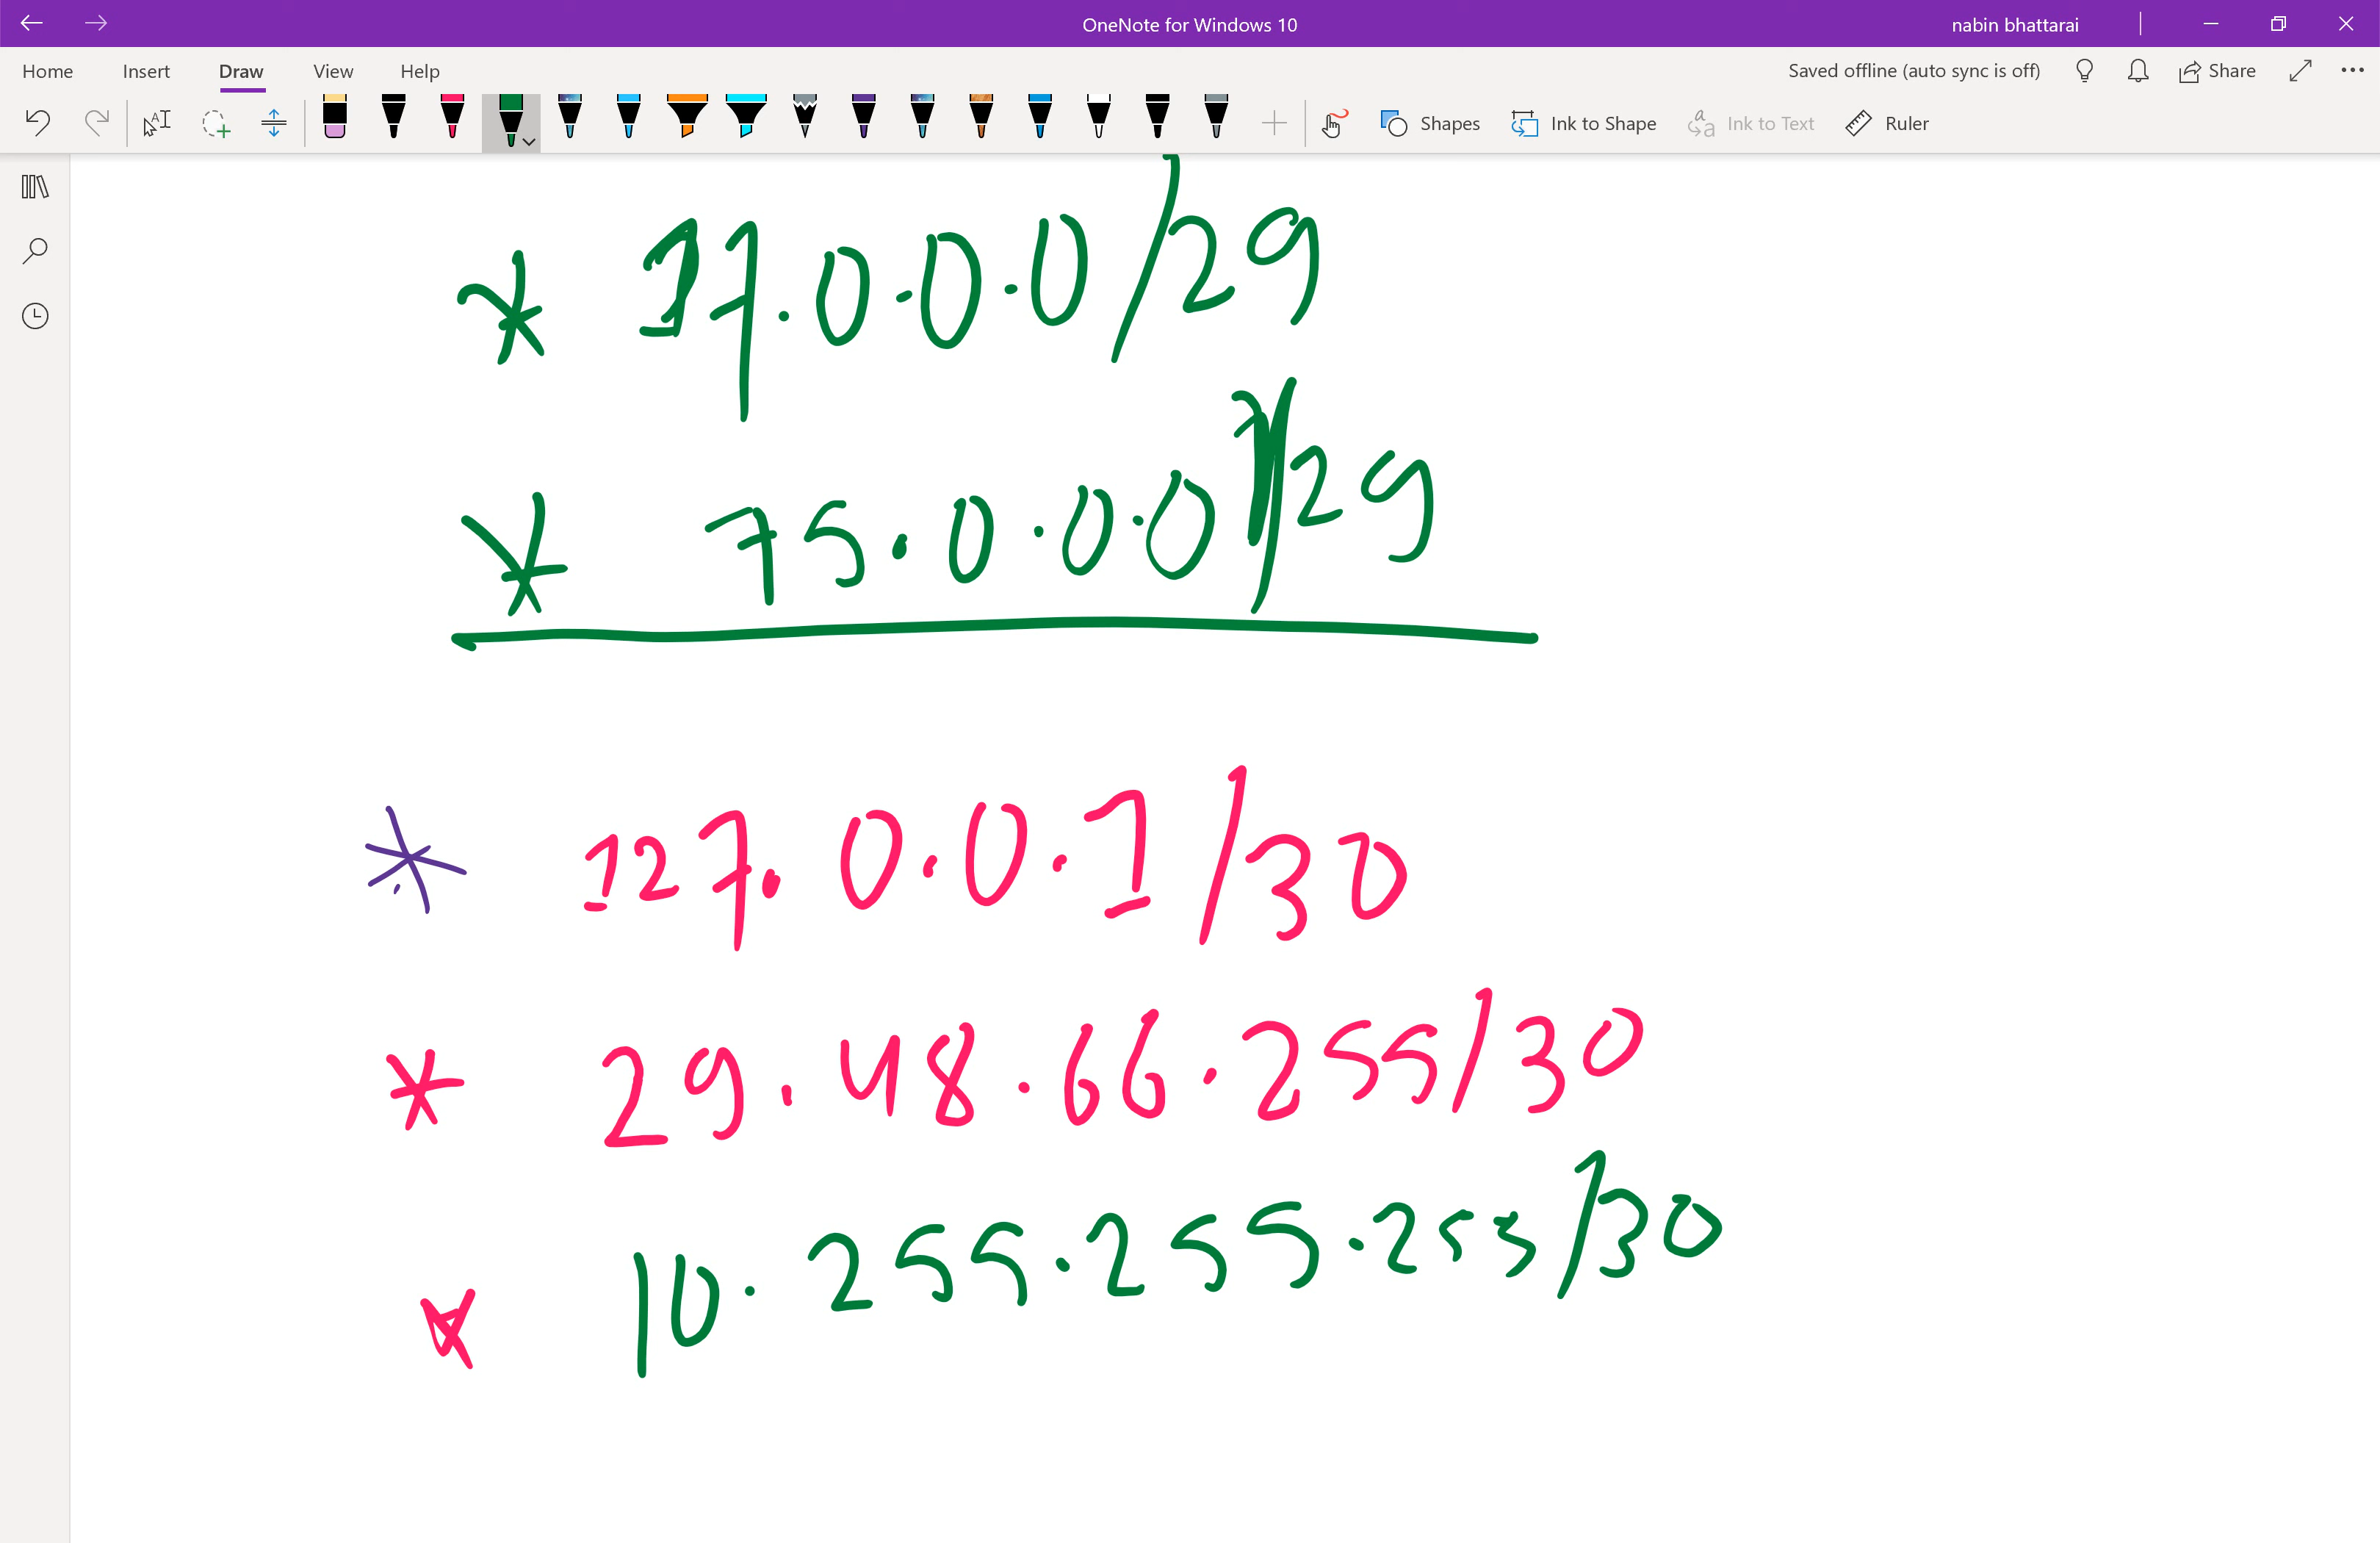 OneNote for Windows 10
nabin bhattarai
Home Insert Draw View Help
Saved offline (auto sync is off) Share
Shapes Ink to Shape Ink to Text Ruler
* 17.0.0.0/29
* 75.0.0.0/29
* 127.0.0.1/30
* 29.48.66.255/30
* 10.255.255.253/30